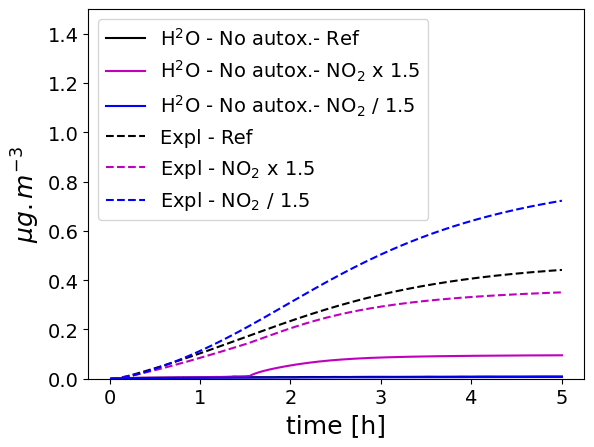 H²O - No autox.- Ref
H²O - No autox.- NO₂ x 1.5
H²O - No autox.- NO₂ / 1.5
Expl - Ref
Expl - NO₂ x 1.5
Expl - NO₂ / 1.5
1.4
1.2
1.0
0.8
0.6
0.4
0.2
0.0
μg.m⁻³
0 1 2 3 4 5
time [h]